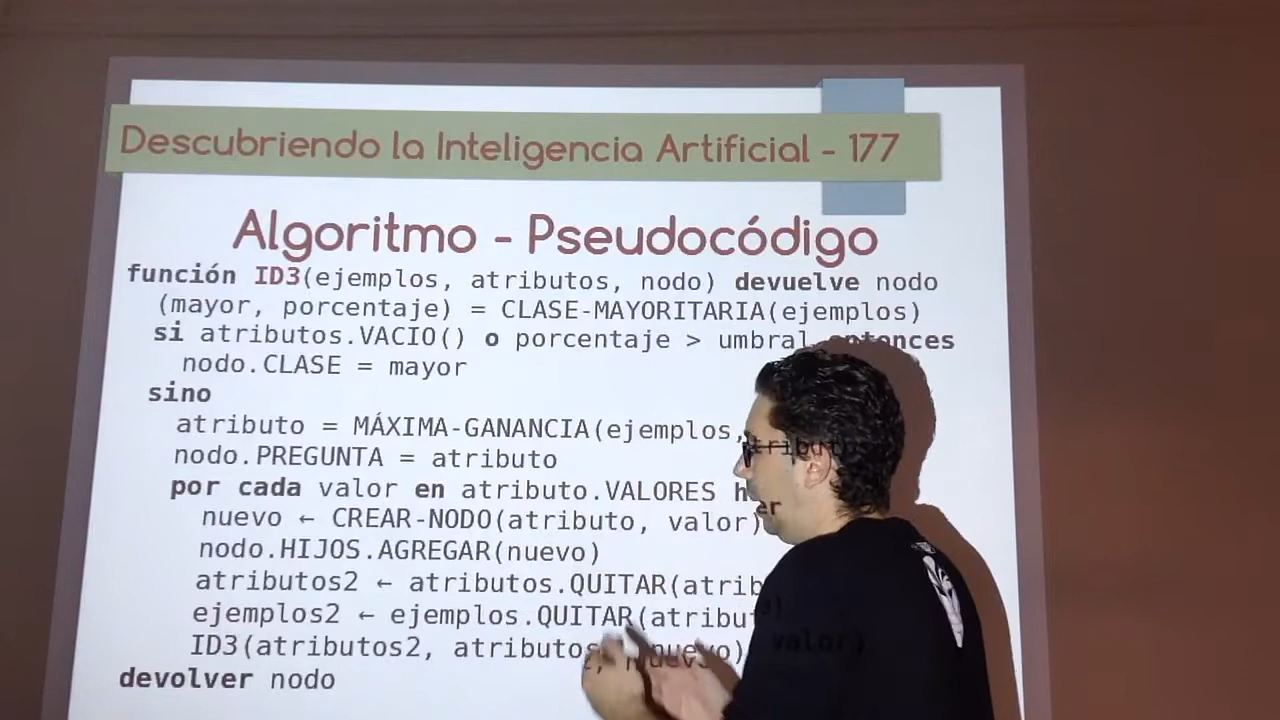 Descubriendo la Inteligencia Artificial - 177
Algoritmo - Pseudocódigo
función ID3(ejemplos, atributos, nodo) devuelve nodo
(mayor, porcentaje) = CLASE-MAYORITARIA(ejemplos)
si atributos.VACIO() o porcentaje > umbral entonces
nodo.CLASE = mayor
sino
atributo = MÁXIMA-GANANCIA(ejemplos, atributos
nodo.PREGUNTA = atributo
por cada valor en atributo.VALORES
nuevo ← CREAR-NODO(atributo, valor)
nodo.HIJOS.AGREGAR(nuevo)
atributos2 ← atributos.QUITAR(
ejemplos2 ← ejemplos.QUITAR( valor)
ID3(atributos2, nuevo)
devolver nodo